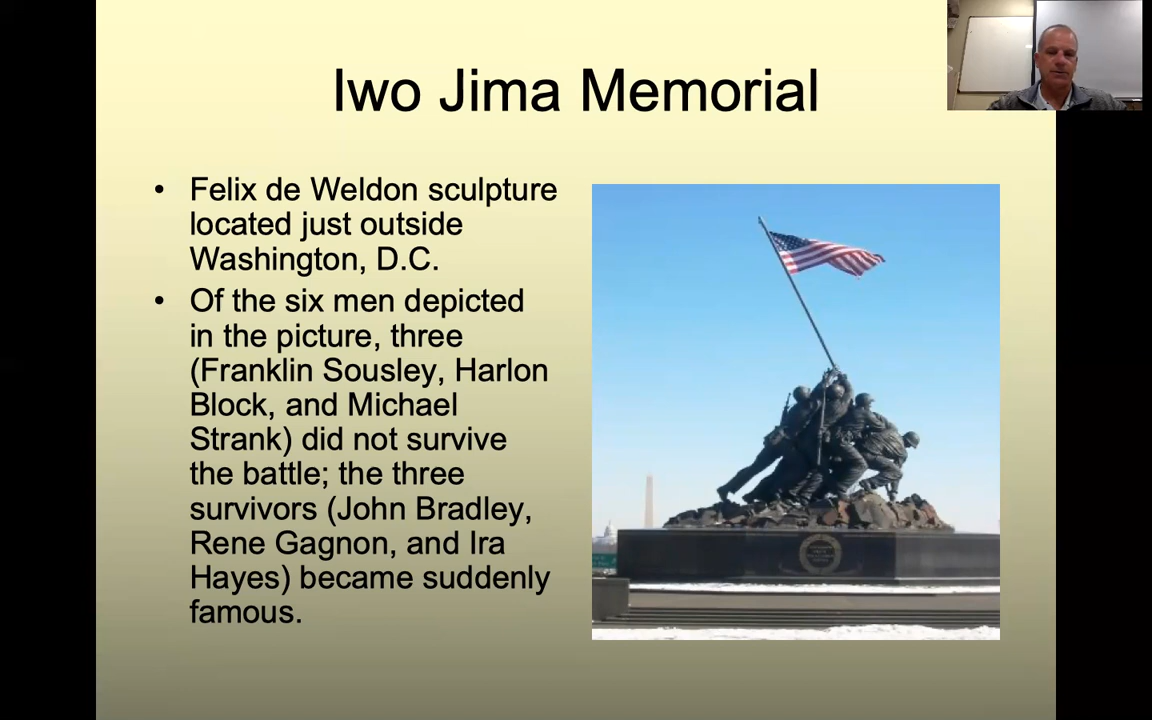 Iwo Jima Memorial
• Felix de Weldon sculpture
located just outside
Washington, D.C.
• Of the six men depicted
in the picture, three
(Franklin Sousley, Harlon
Block, and Michael
Strank) did not survive
the battle; the three
survivors (John Bradley,
Rene Gagnon, and Ira
Hayes) became suddenly
famous.